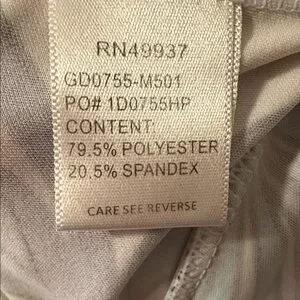 RN49937
GD0755-M501
PO# 1D0755HP
CONTENT:
79.5% POLYESTER
20.5% SPANDEX
CARE SEE REVERSE